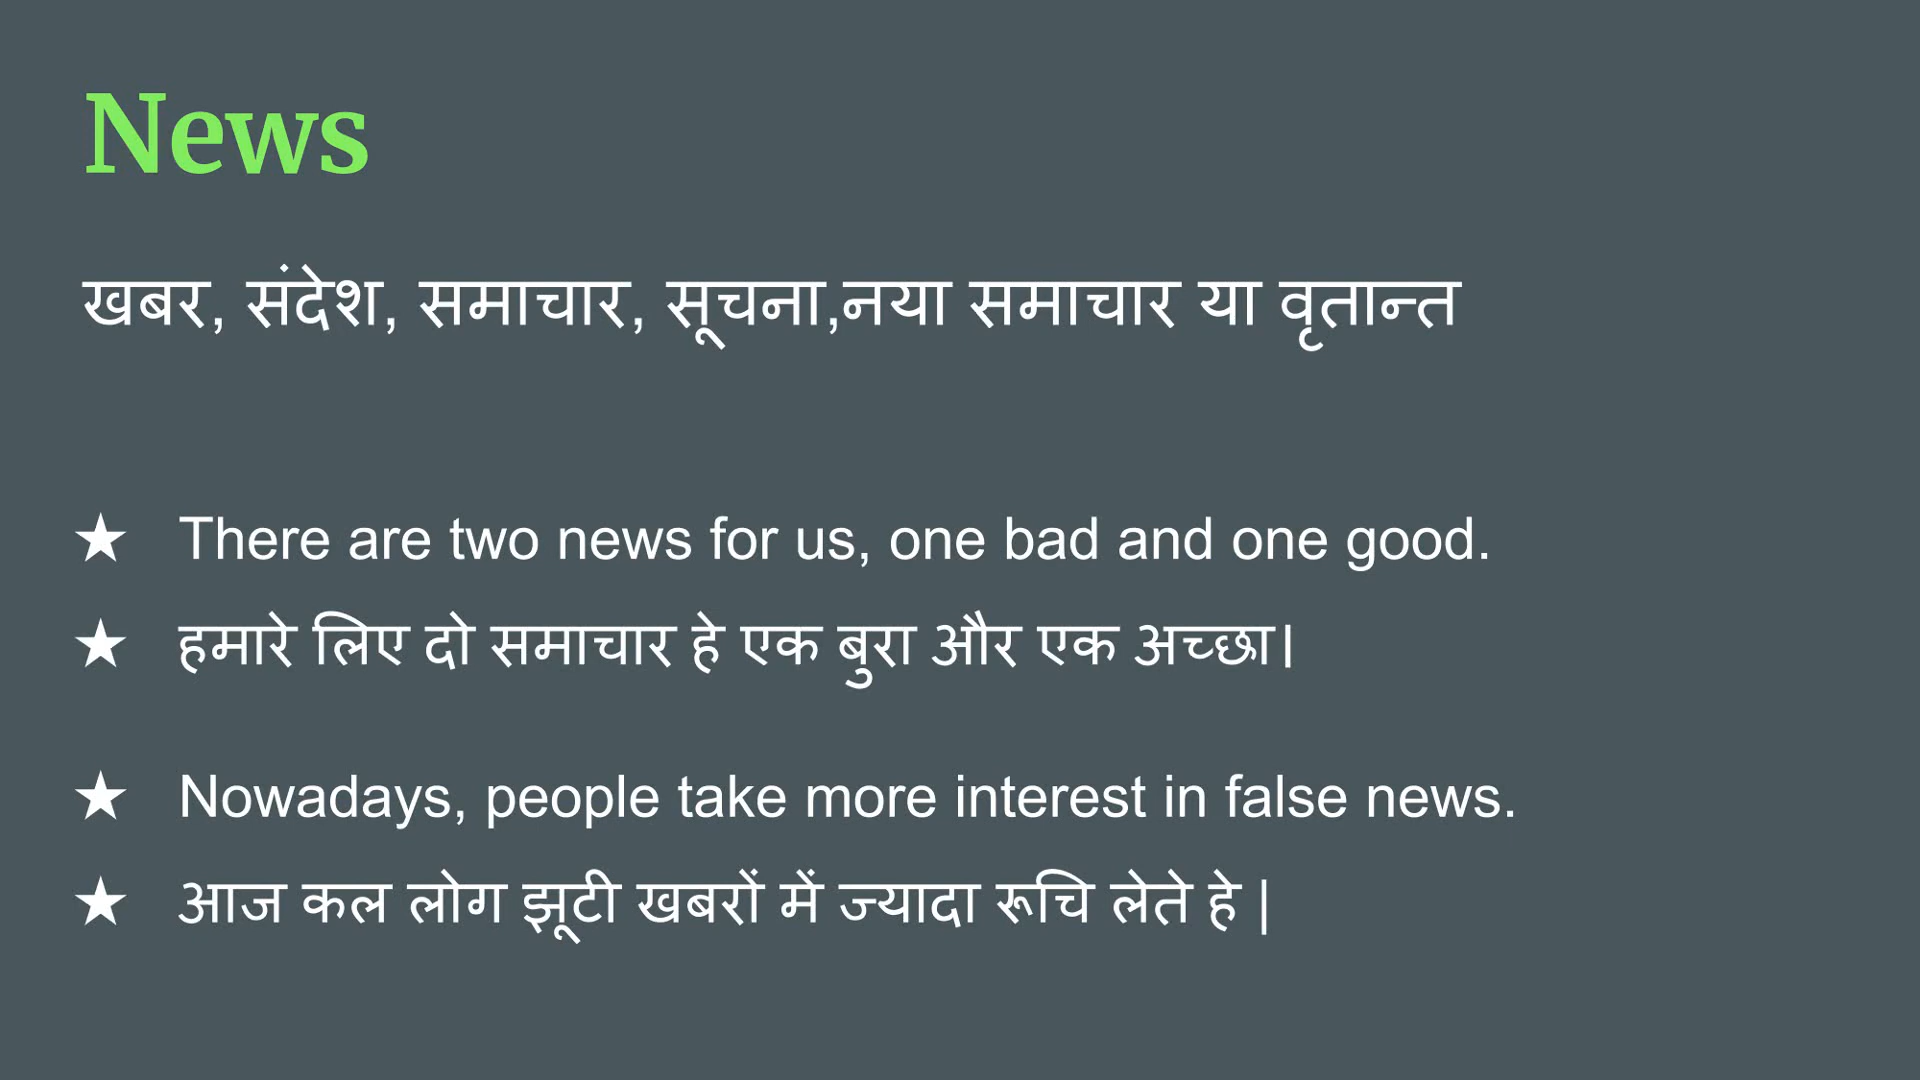 News
खबर, संदेश, समाचार, सूचना,नया समाचार या वृतान्त
★ There are two news for us, one bad and one good.
★ हमारे लिए दो समाचार हे एक बुरा और एक अच्छा।
★ Nowadays, people take more interest in false news.
★ आज कल लोग झूटी खबरों में ज्यादा रूचि लेते हे |